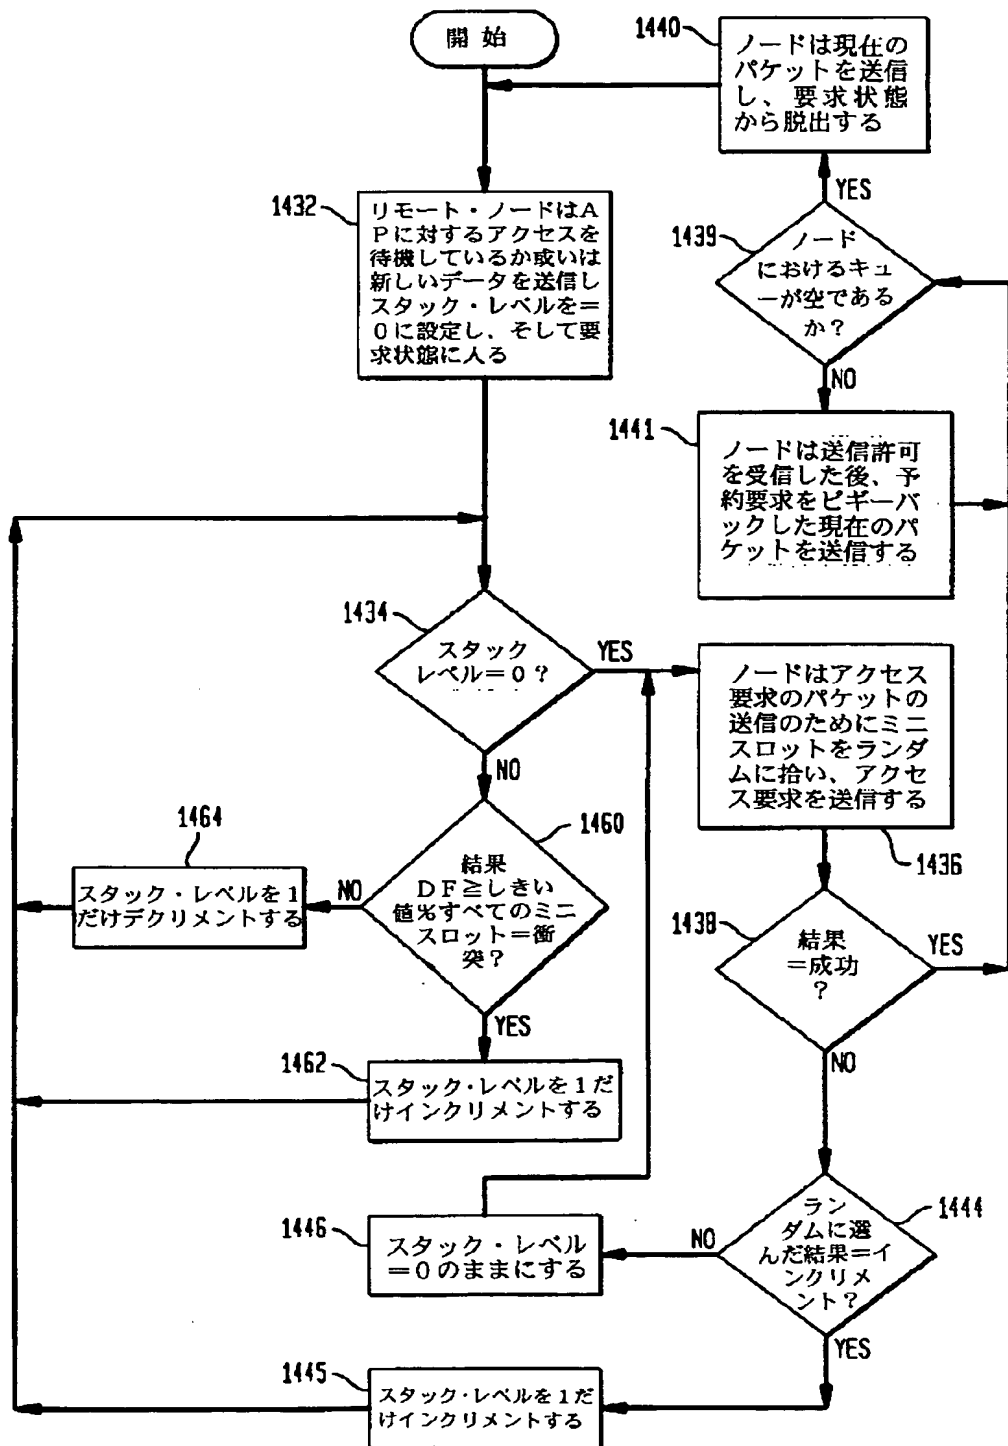 開 始
1440
ノードは現在の
パケットを送信
し、要求状態
から脱出する
YES
1432
リモート・ノードはA
Pに対するアクセスを
待機しているか或いは
新しいデータを送信し
スタック・レベルを=
0に設定し、そして要
求状態に入る
1439
ノード
におけるキュ
ーが空である
か?
NO
1441
ノードは送信許可
を受信した後、予
約要求をピギーバ
ックした現在のパ
ケットを送信する
1434
スタック
レベル=0?
YES
NO
ノードはアクセス
要求のパケットの
送信のためにミニ
スロットをランダ
ムに拾い、アクセ
ス要求を送信する
1436
1464
スタック・レベルを1
だけデクリメントする
NO
1460
結果
DF≧しきい
値%すべてのミニ
スロット=衝
突?
YES
1438
結果
=成功
?
YES
NO
1462
スタック・レベルを1だ
けインクリメントする
1446
スタック・レベル
=0のままにする
NO
1444
ラン
ダムに選
んだ結果=イ
ンクリメ
ント?
YES
1445
スタック・レベルを1だ
けインクリメントする